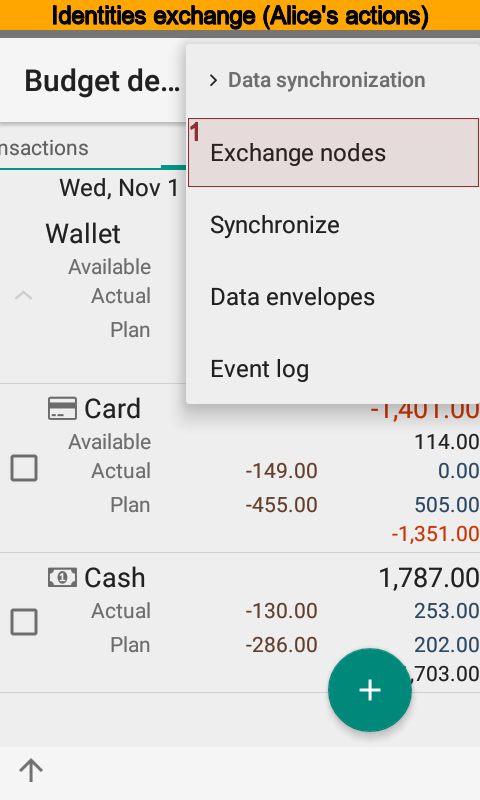 Identities exchange (Alice's actions)
Budget de...
Data synchronization
nsactions
1
Exchange nodes
Wed, Nov 1
Synchronize
Wallet
Available
Actual
Data envelopes
Plan
Event log
Card
-1,401.00
Available 114.00
Actual -149.00 0.00
Plan -455.00 505.00
-1,351.00
Cash 1,787.00
Actual -130.00 253.00
Plan -286.00 202.00
,703.00